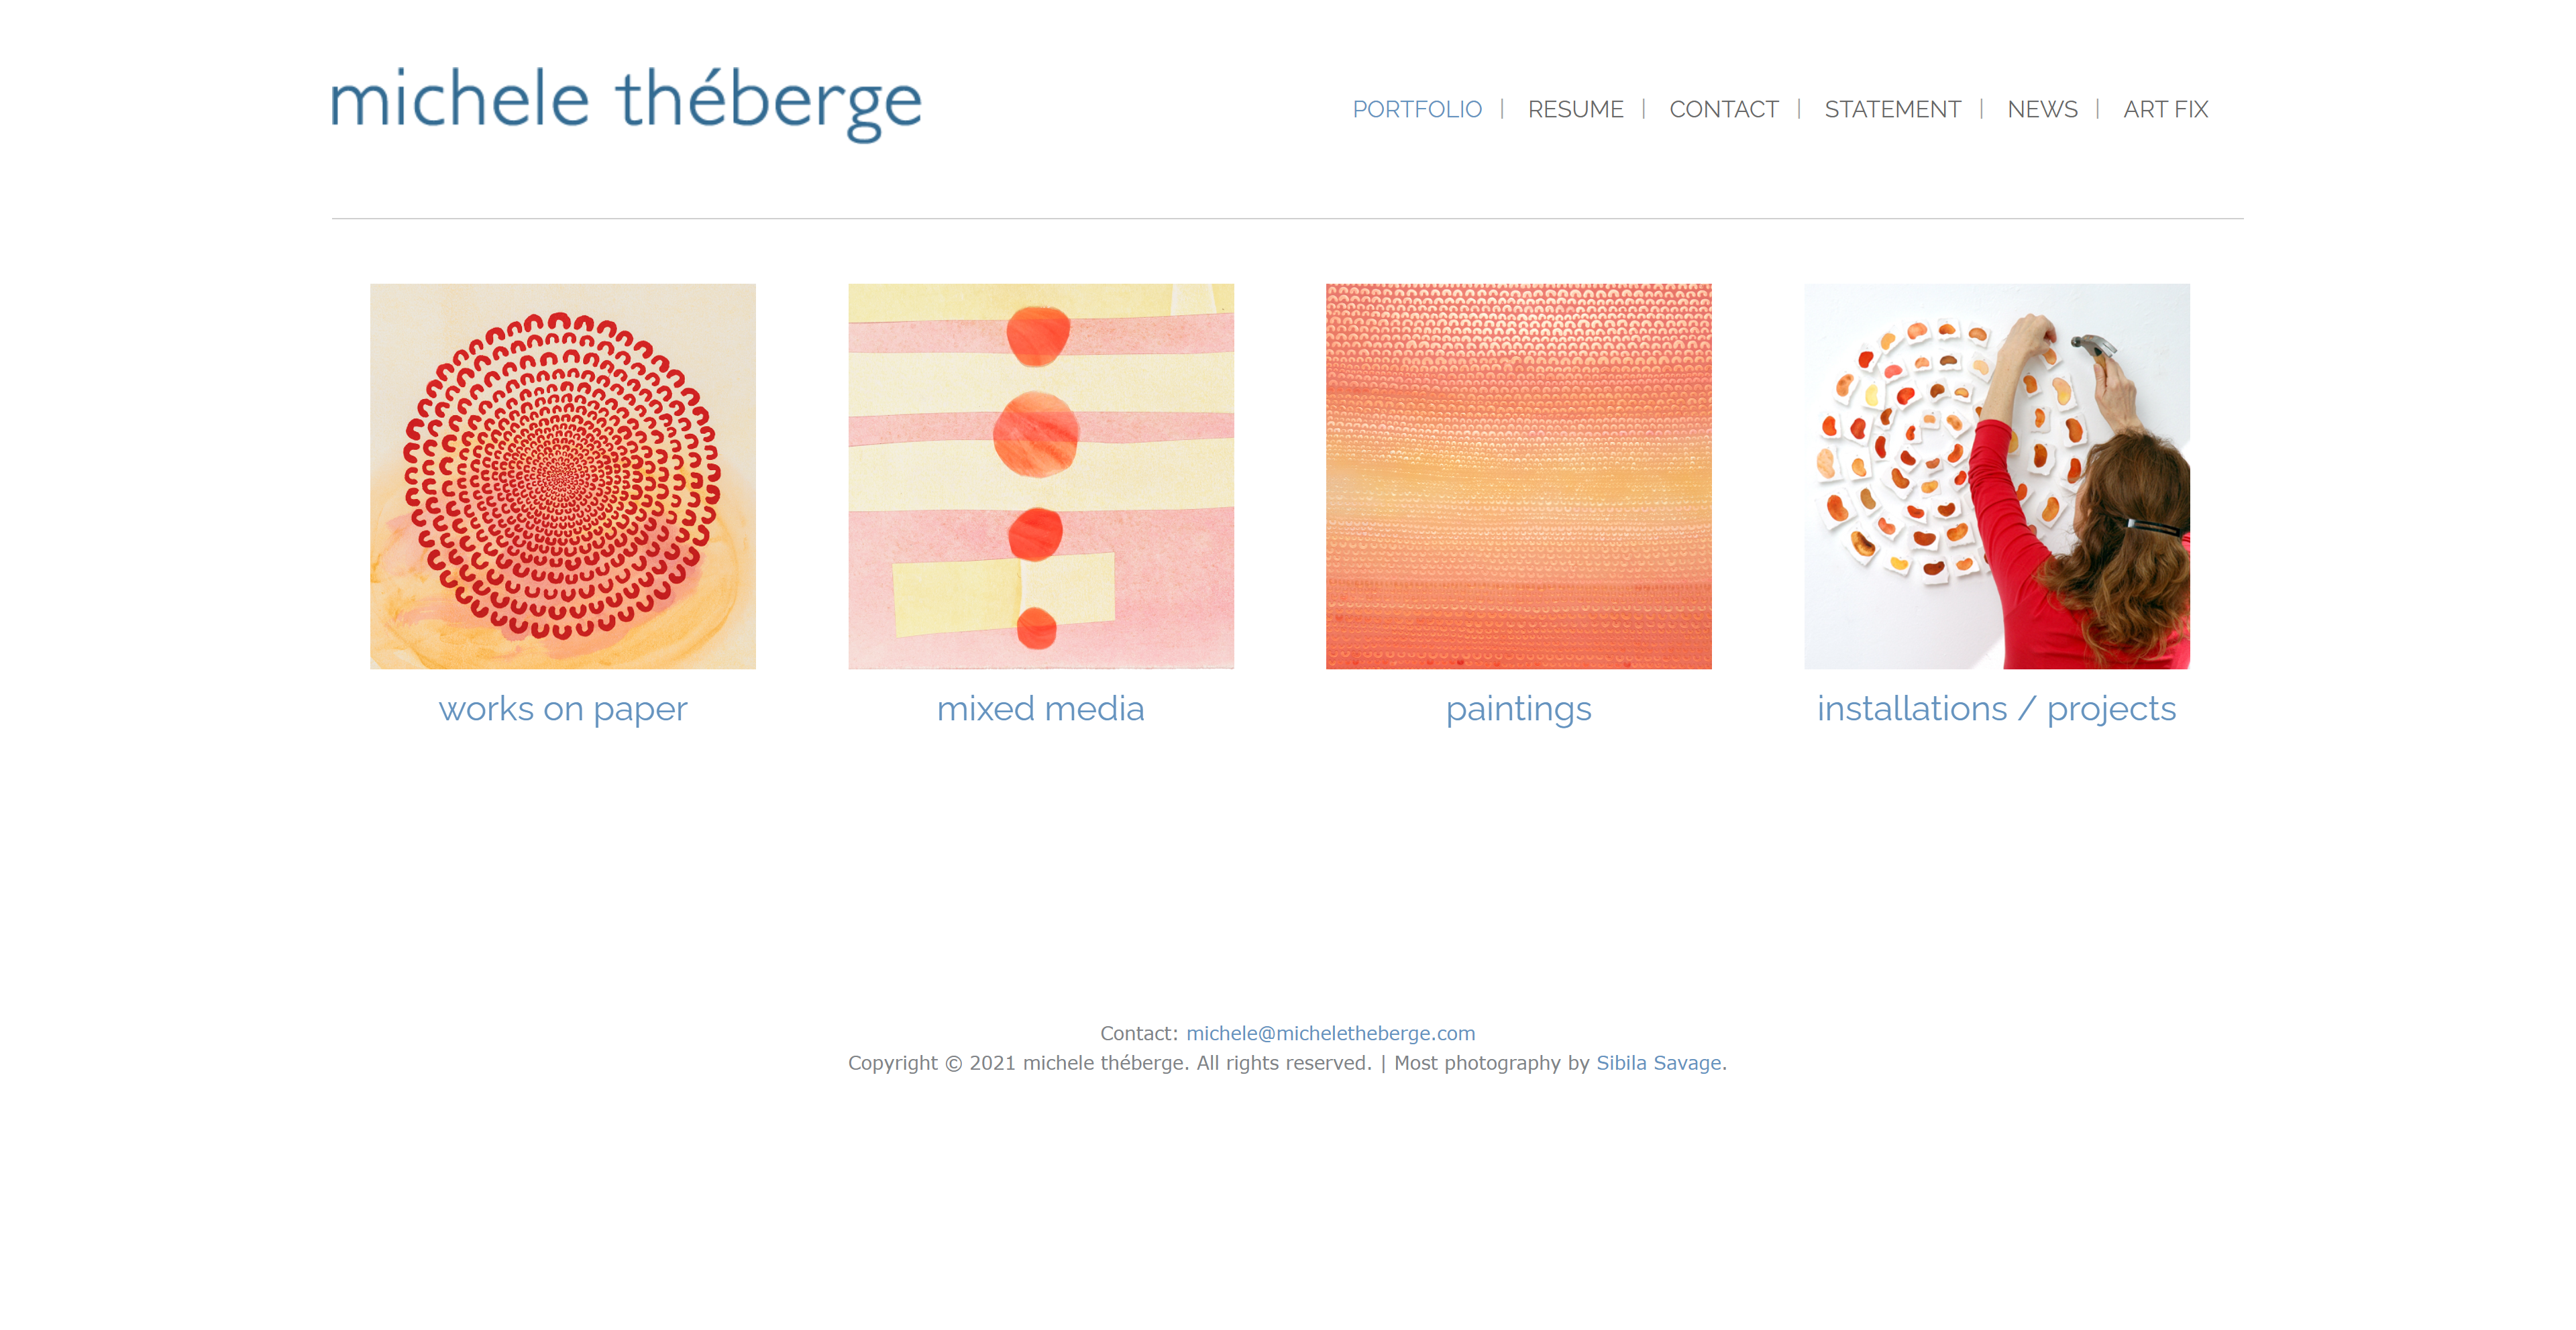 michele théberge
PORTFOLIO | RESUME | CONTACT | STATEMENT | NEWS | ART FIX
works on paper
mixed media
paintings
installations / projects
Contact: michele@micheletheberge.com
Copyright © 2021 michele théberge. All rights reserved. | Most photography by Sibila Savage.